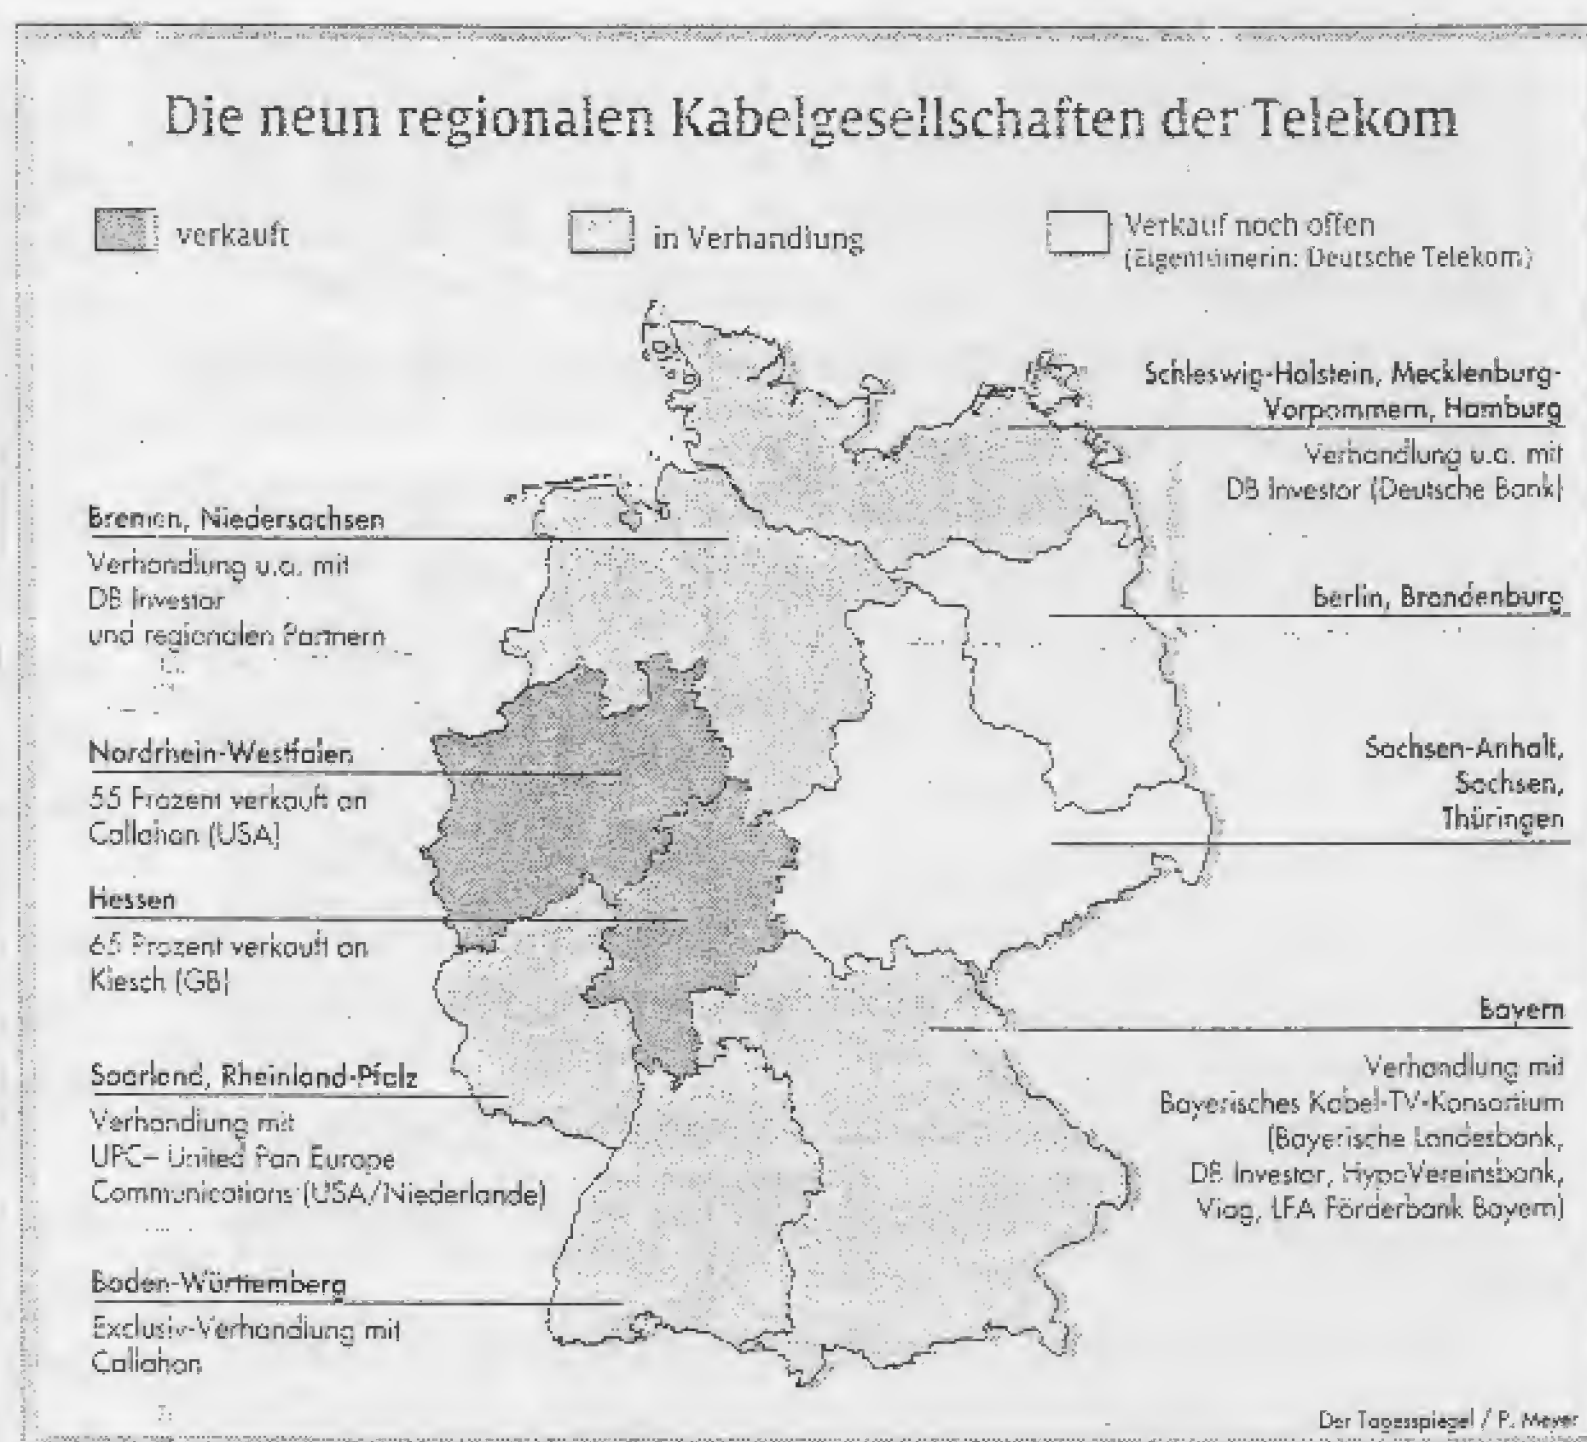 Die neun regionalen Kabelgesellschaften der Telekom
verkauft
in Verhandlung
Verkauf noch offen
(Eigentümerin: Deutsche Telekom)
Schleswig-Holstein, Mecklenburg-
Vorpommern, Hamburg
Verhandlung u.a. mit
DB Investor (Deutsche Bank)
Bremen, Niedersachsen
Verhandlung u.a. mit
DB Investor
und regionalen Partnern
Berlin, Brandenburg
Nordrhein-Westfalen
55 Prozent verkauft an
Callahan (USA)
Sachsen-Anhalt,
Sachsen,
Thüringen
Hessen
65 Prozent verkauft an
Klesch (GB)
Bayern
Verhandlung mit
Bayerisches Kabel-TV-Konsortium
(Bayerische Landesbank,
DB Investor, HypoVereinsbank,
Viag, LFA Förderbank Bayern)
Saarland, Rheinland-Pfalz
Verhandlung mit
UPC– United Pan Europe
Communications (USA/Niederlande)
Baden-Württemberg
Exclusiv-Verhandlung mit
Callahan
Der Tagesspiegel / P. Meyer